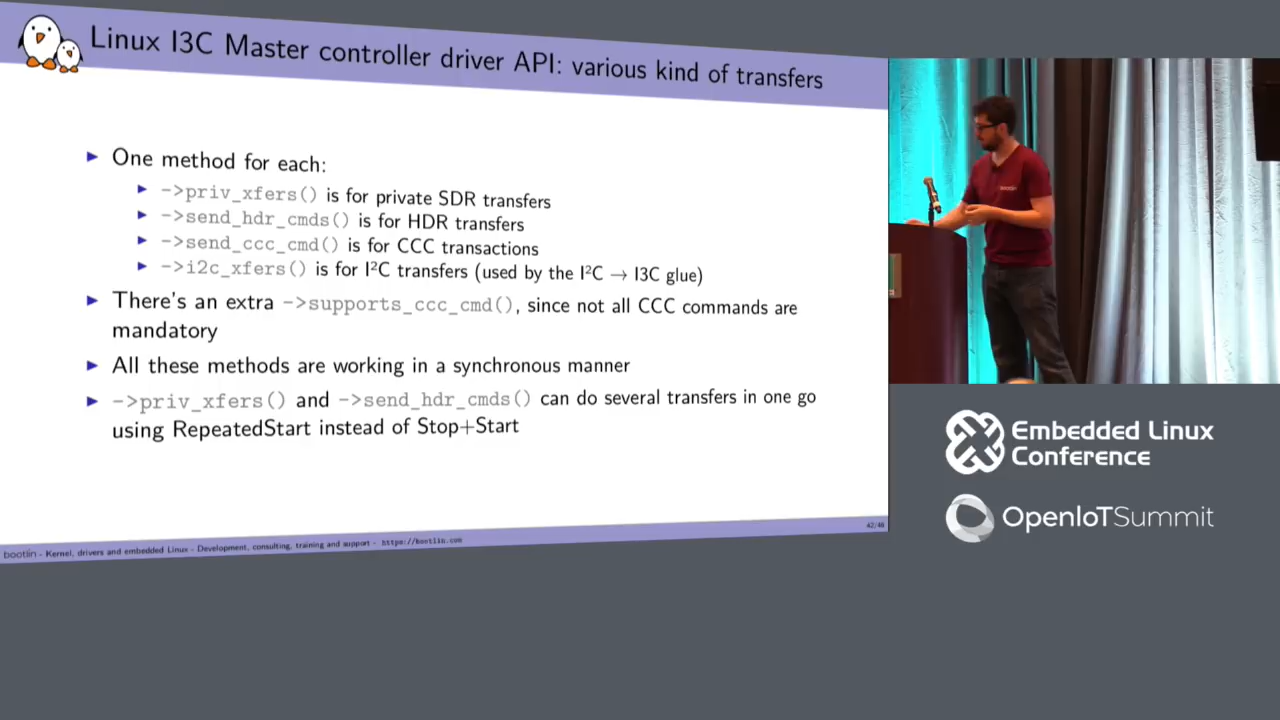 Linux I3C Master controller driver API: various kind of transfers
▶ One method for each:
▶ ->priv_xfers() is for private SDR transfers
▶ ->send_hdr_cmds() is for HDR transfers
▶ ->send_ccc_cmd() is for CCC transactions
▶ ->i2c_xfers() is for I²C transfers (used by the I²C → I3C glue)
▶ There's an extra ->supports_ccc_cmd(), since not all CCC commands are
mandatory
▶ All these methods are working in a synchronous manner
▶ ->priv_xfers() and ->send_hdr_cmds() can do several transfers in one go
using RepeatedStart instead of Stop+Start
bootlin - Kernel, drivers and embedded Linux - Development, consulting, training and support - https://bootlin.com
42/46
bootlin
Embedded Linux
Conference
OpenIoTSummit